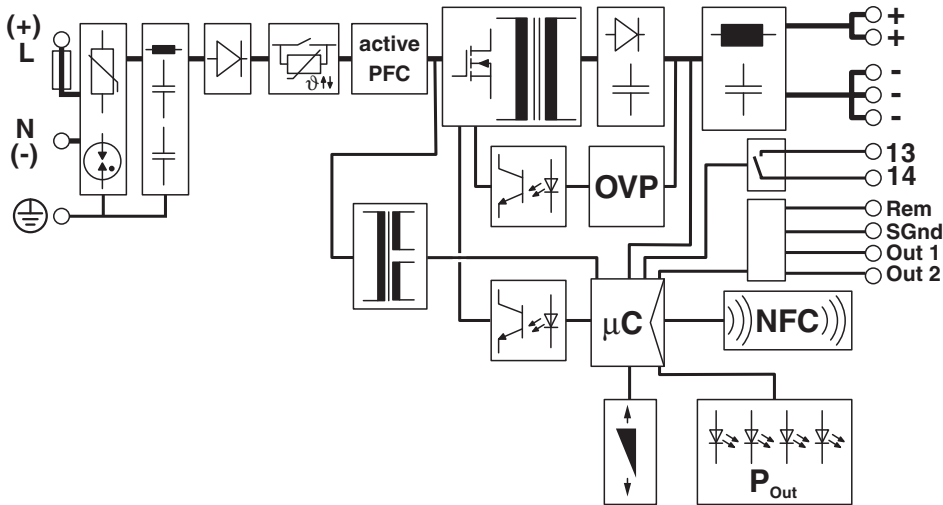 (+)
L
N
(-)
ϑ
active
PFC
OVP
+
+
-
-
-
13
14
Rem
SGnd
Out 1
Out 2
µC
NFC
P Out